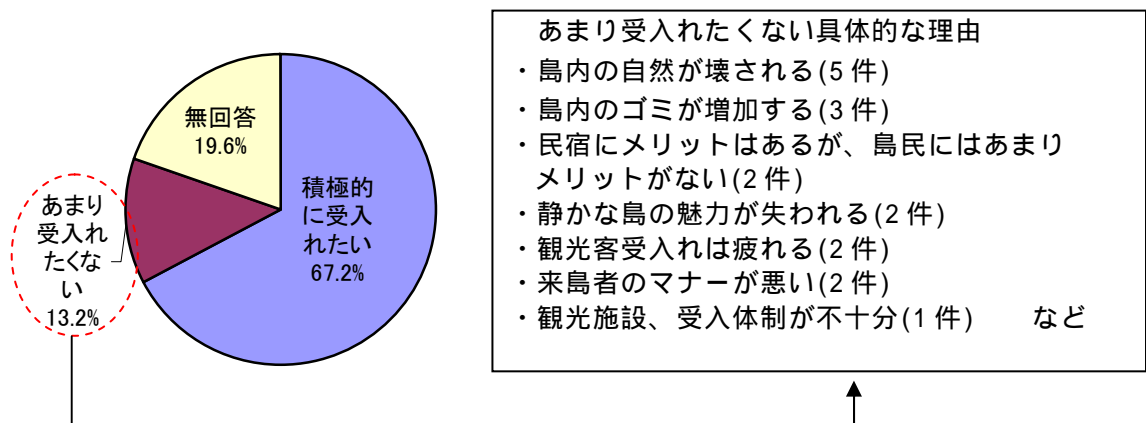 無回答
19.6%
積極的
に受入
れたい
67.2%
あまり
受入れ
たくな
い
13.2%
あまり受入れたくない具体的な理由
・島内の自然が壊される(5件)
・島内のゴミが増加する(3件)
・民宿にメリットはあるが、島民にはあまり
メリットがない(2件)
・静かな島の魅力が失われる(2件)
・観光客受入れは疲れる(2件)
・来島者のマナーが悪い(2件)
・観光施設、受入体制が不十分(1件)　　など